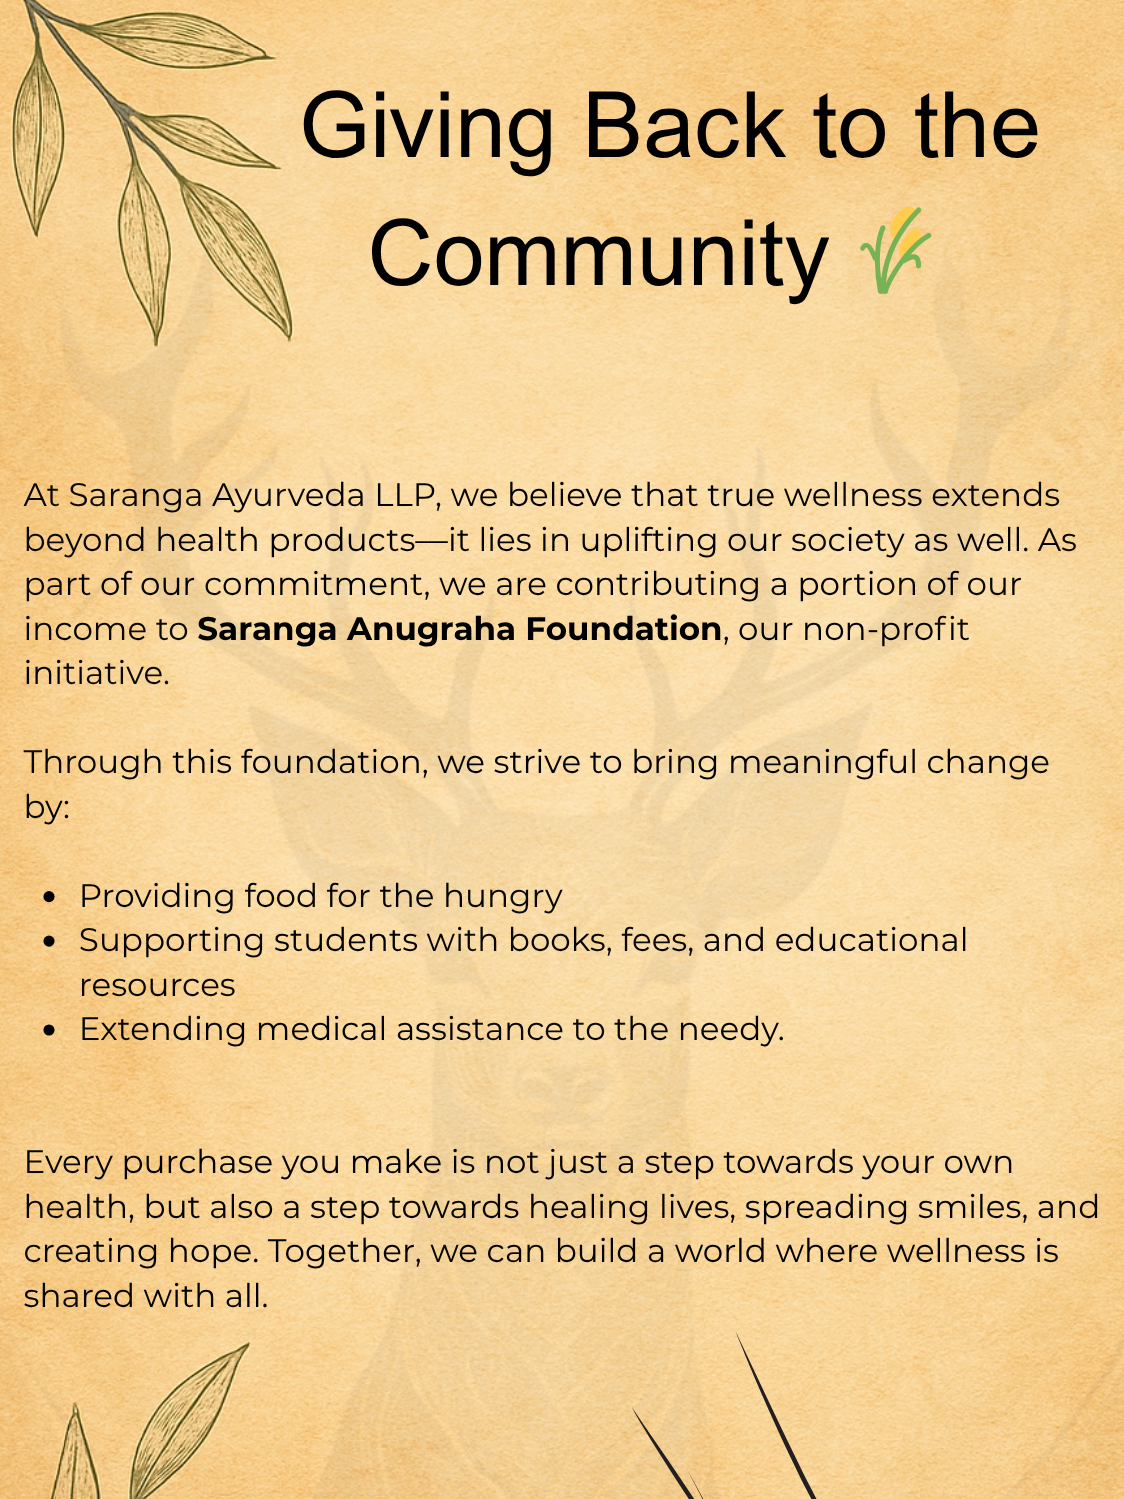 Giving Back to the
Community 🌾
At Saranga Ayurveda LLP, we believe that true wellness extends
beyond health products—it lies in uplifting our society as well. As
part of our commitment, we are contributing a portion of our
income to Saranga Anugraha Foundation, our non-profit
initiative.
Through this foundation, we strive to bring meaningful change
by:
• Providing food for the hungry
• Supporting students with books, fees, and educational
resources
• Extending medical assistance to the needy.
Every purchase you make is not just a step towards your own
health, but also a step towards healing lives, spreading smiles, and
creating hope. Together, we can build a world where wellness is
shared with all.